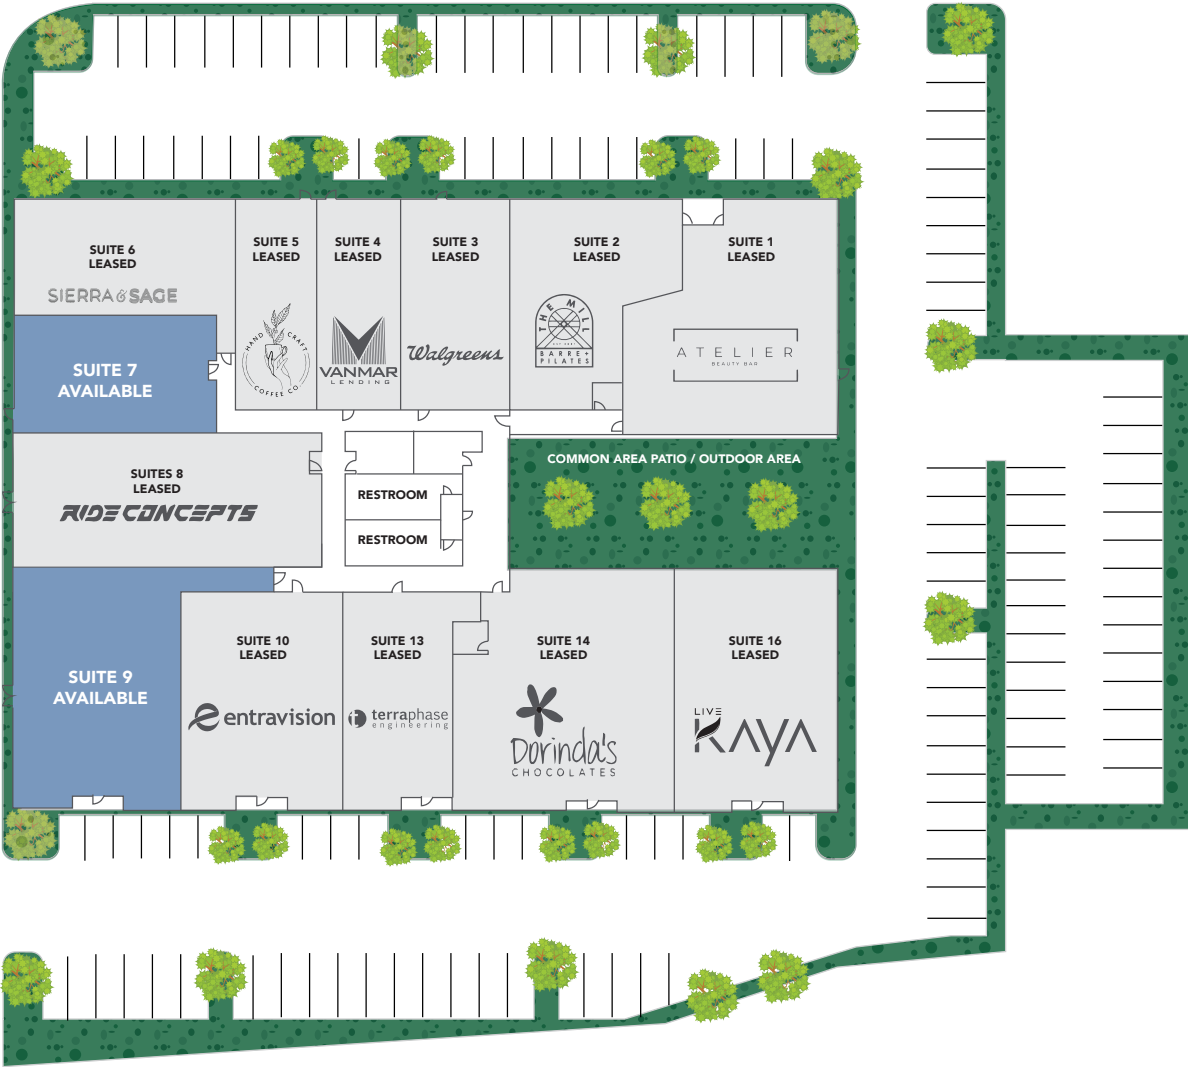 SUITE 6
LEASED
SIERRA & SAGE
SUITE 5
LEASED
HAND CRAFT
COFFEE CO.
SUITE 4
LEASED
VANMAR
LENDING
SUITE 3
LEASED
Walgreens
SUITE 2
LEASED
THE MILL
BARRE +
PILATES
SUITE 1
LEASED
ATELIER
BEAUTY BAR
SUITE 7
AVAILABLE
COMMON AREA PATIO / OUTDOOR AREA
SUITES 8
LEASED
RIDE CONCEPTS
RESTROOM
RESTROOM
SUITE 9
AVAILABLE
SUITE 10
LEASED
entravision
SUITE 13
LEASED
terraphase
engineering
SUITE 14
LEASED
Dorinda's
CHOCOLATES
SUITE 16
LEASED
LIVE
KAYA